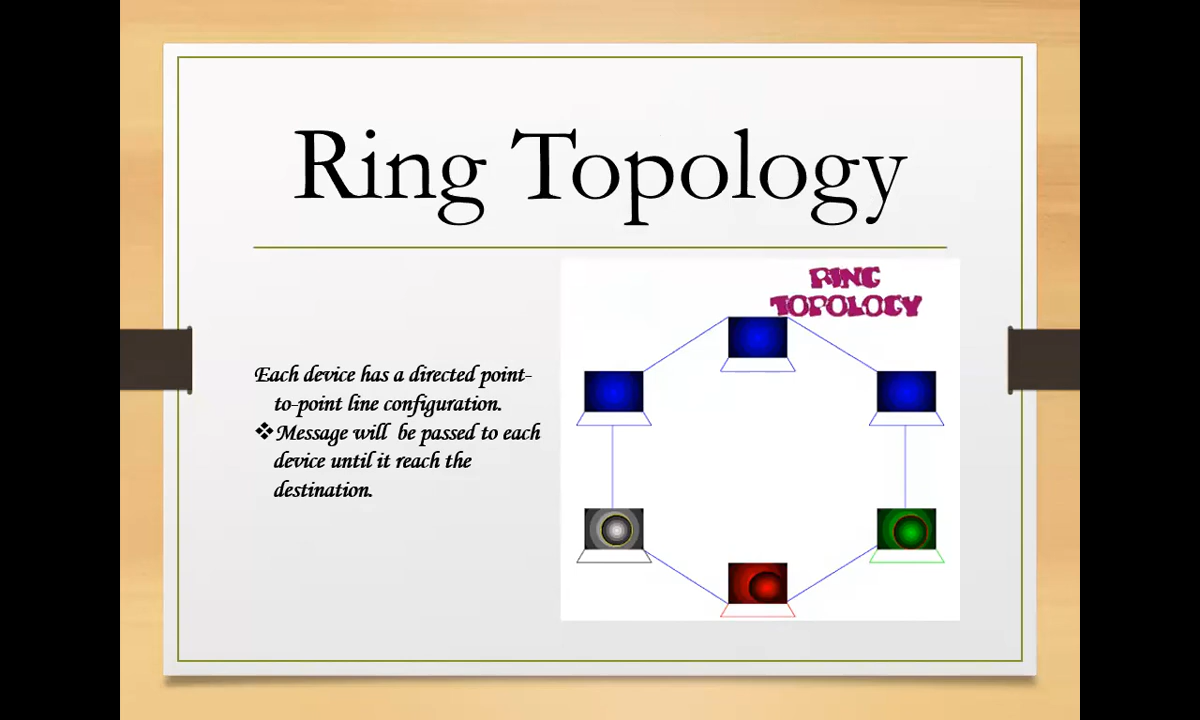 Ring Topology
Each device has a directed point-
to-point line configuration.
❖Message will be passed to each
device until it reach the
destination.
RING
TOPOLOGY